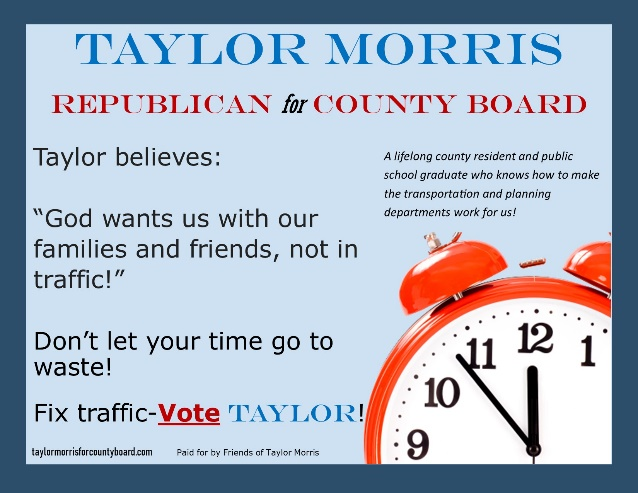 TAYLOR MORRIS
REPUBLICAN for COUNTY BOARD
Taylor believes:
“God wants us with our
families and friends, not in
traffic!”
Don’t let your time go to
waste!
Fix traffic-Vote TAYLOR!
taylormorrisforcountyboard.com Paid for by Friends of Taylor Morris
A lifelong county resident and public
school graduate who knows how to make
the transportation and planning
departments work for us!
11 12 1
10
9